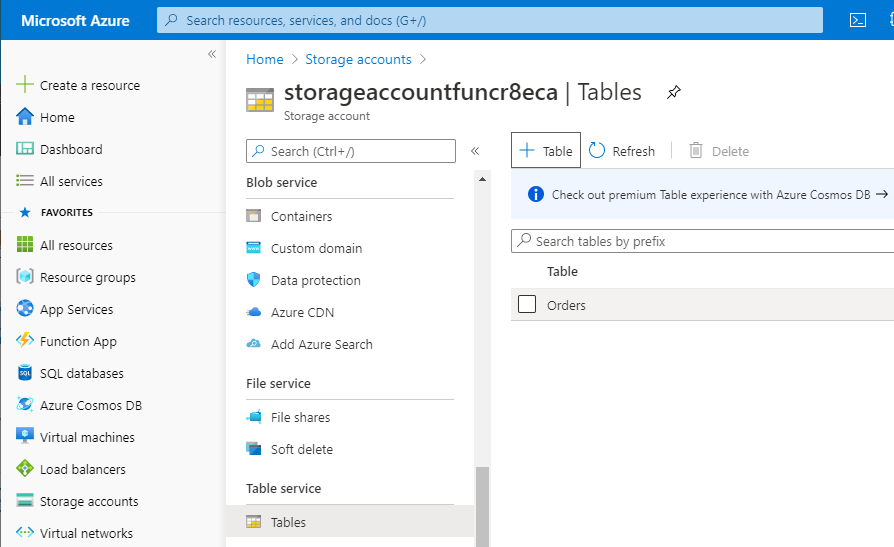 Microsoft Azure
Search resources, services, and docs (G+/)
«
Create a resource
Home
Dashboard
All services
FAVORITES
All resources
Resource groups
App Services
Function App
SQL databases
Azure Cosmos DB
Virtual machines
Load balancers
Storage accounts
Virtual networks
Home > Storage accounts >
storageaccountfuncr8eca | Tables
Storage account
Search (Ctrl+/)
«
Blob service
Containers
Custom domain
Data protection
Azure CDN
Add Azure Search
File service
File shares
Soft delete
Table service
Tables
+ Table
Refresh
Delete
Check out premium Table experience with Azure Cosmos DB →
Search tables by prefix
Table
Orders